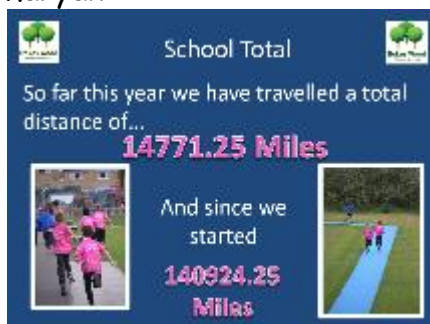 School Total
So far this year we have travelled a total
distance of...
14771.25 Miles
And since we
started
140924.25
Miles